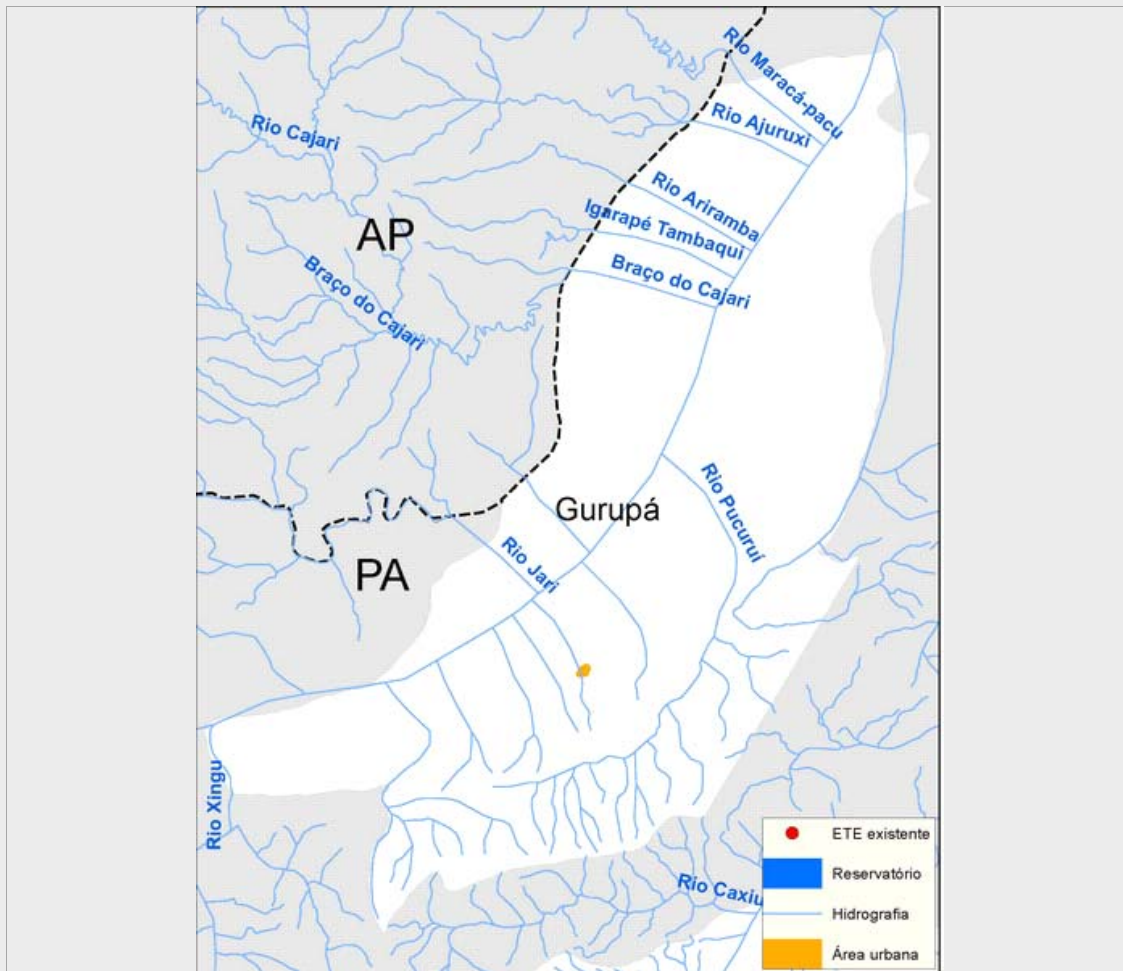 Rio Maracá-pacu
Rio Ajuruxi
Rio Cajari
Rio Ariramba
Igarapé Tambaqui
AP
Braço do Cajari
Braço do Cajari
Rio Pucuruí
Gurupá
Rio Jari
PA
Rio Xingu
Rio Caxiu
ETE existente
Reservatório
Hidrografia
Área urbana